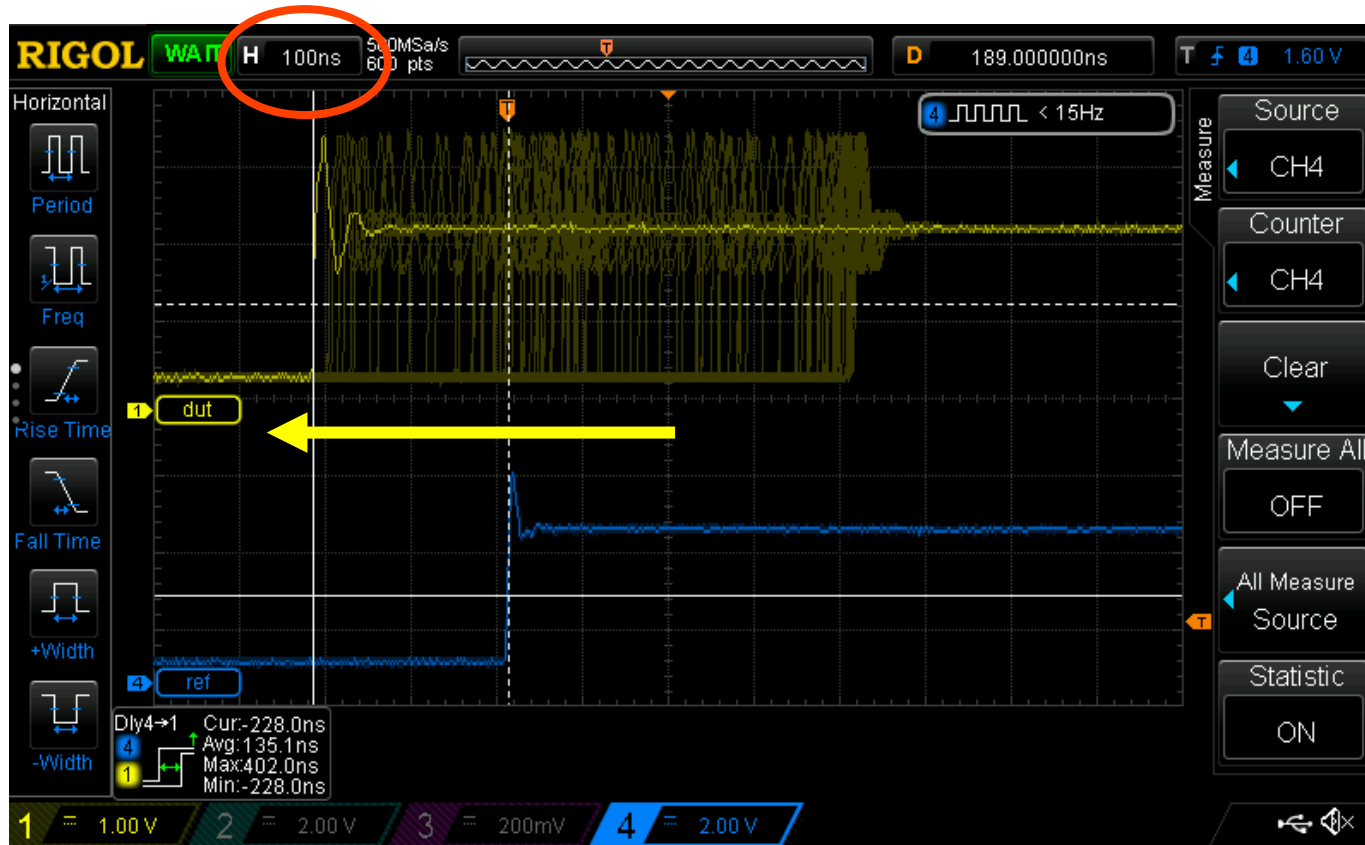 RIGOL WAIT H 100ns 500MSa/s D 189.000000ns T 4 1.60 V
600 pts
T
Horizontal
Period
Freq
Rise Time
Fall Time
+Width
-Width
T
4 < 15Hz
1 dut
4 ref
T
Dly4→1 Cur:-228.0ns
4 Avg:135.1ns
1 Max:402.0ns
Min:-228.0ns
Measure
Source
CH4
Counter
CH4
Clear
Measure All
OFF
All Measure
Source
Statistic
ON
1 1.00 V 2 2.00 V 3 200mV 4 2.00 V